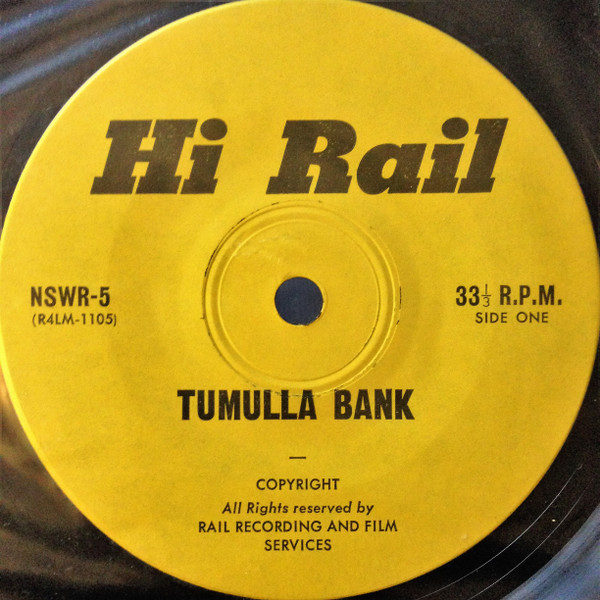 Hi Rail
NSWR-5
(R4LM-1105)
33⅓ R.P.M.
SIDE ONE
TUMULLA BANK
—
COPYRIGHT
All Rights reserved by
RAIL RECORDING AND FILM
SERVICES